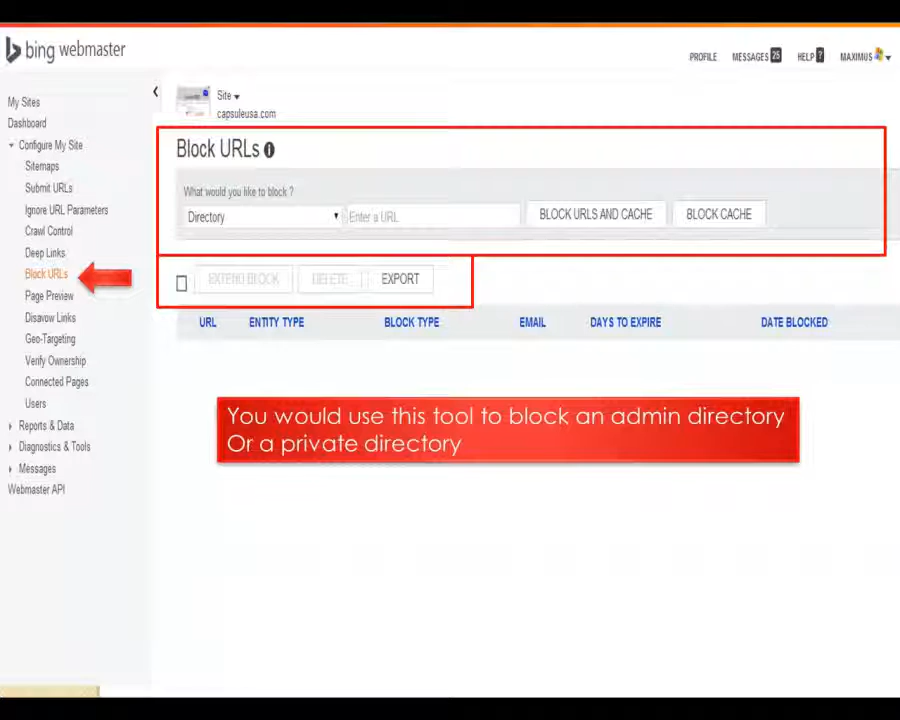 bing webmaster
PROFILE MESSAGES 25 HELP ? MAXIMUS
My Sites
Dashboard
Configure My Site
Sitemaps
Submit URLs
Ignore URL Parameters
Crawl Control
Deep Links
Block URLs
Page Preview
Disavow Links
Geo-Targeting
Verify Ownership
Connected Pages
Users
Reports & Data
Diagnostics & Tools
Messages
Webmaster API
Site
capsuleusa.com
Block URLs
What would you like to block ?
Directory Enter a URL BLOCK URLS AND CACHE BLOCK CACHE
EXTEND BLOCK DELETE EXPORT
URL ENTITY TYPE BLOCK TYPE EMAIL DAYS TO EXPIRE DATE BLOCKED
You would use this tool to block an admin directory
Or a private directory